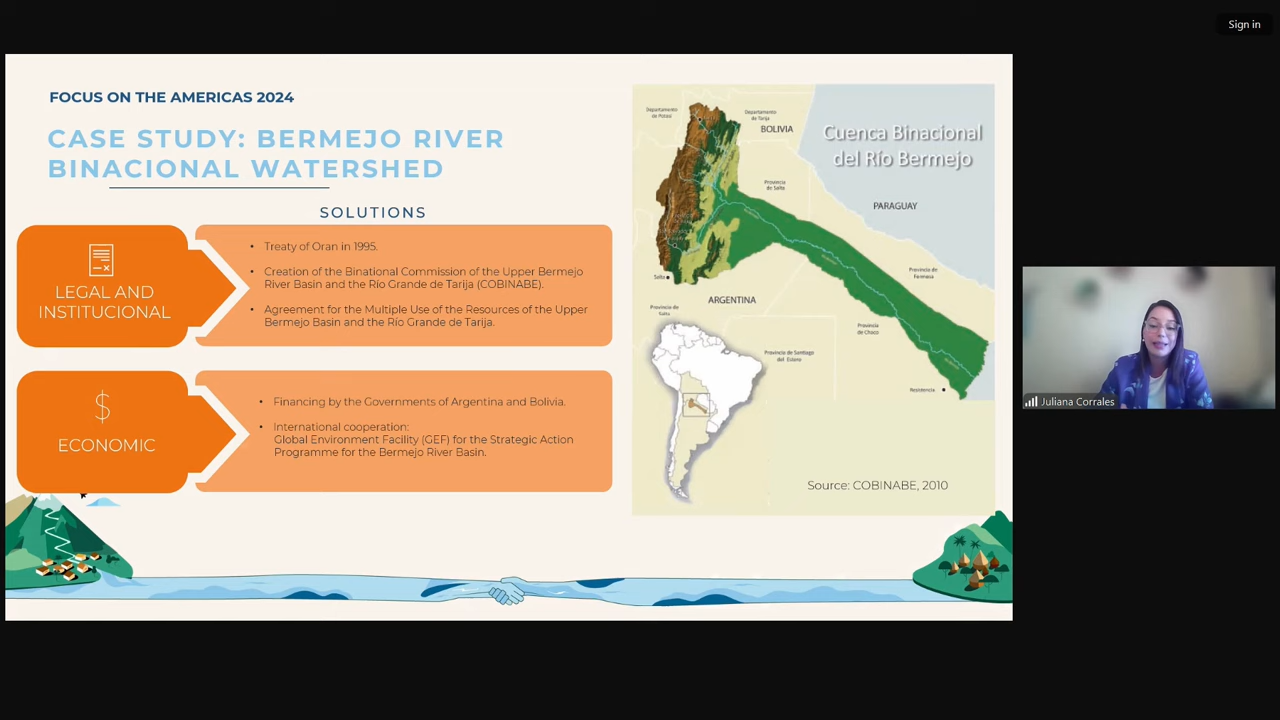 Sign in
FOCUS ON THE AMERICAS 2024
CASE STUDY: BERMEJO RIVER
BINACIONAL WATERSHED
SOLUTIONS
LEGAL AND
INSTITUTIONAL
• Treaty of Oran in 1995.
• Creation of the Binational Commission of the Upper Bermejo
River Basin and the Río Grande de Tarija (COBINABE).
• Agreement for the Multiple Use of the Resources of the Upper
Bermejo Basin and the Río Grande de Tarija.
$
ECONOMIC
• Financing by the Governments of Argentina and Bolivia.
• International cooperation:
Global Environment Facility (GEF) for the Strategic Action
Programme for the Bermejo River Basin.
Cuenca Binacional
del Río Bermejo
Departamento
de Potosí
Departamento
de Tarija
BOLIVIA
Provincia
de Salta
PARAGUAY
Salta
Provincia de
Formosa
ARGENTINA
Provincia de
Salta
Provincia
de Chaco
Provincia de Santiago
del Estero
Resistencia
Source: COBINABE, 2010
Juliana Corrales